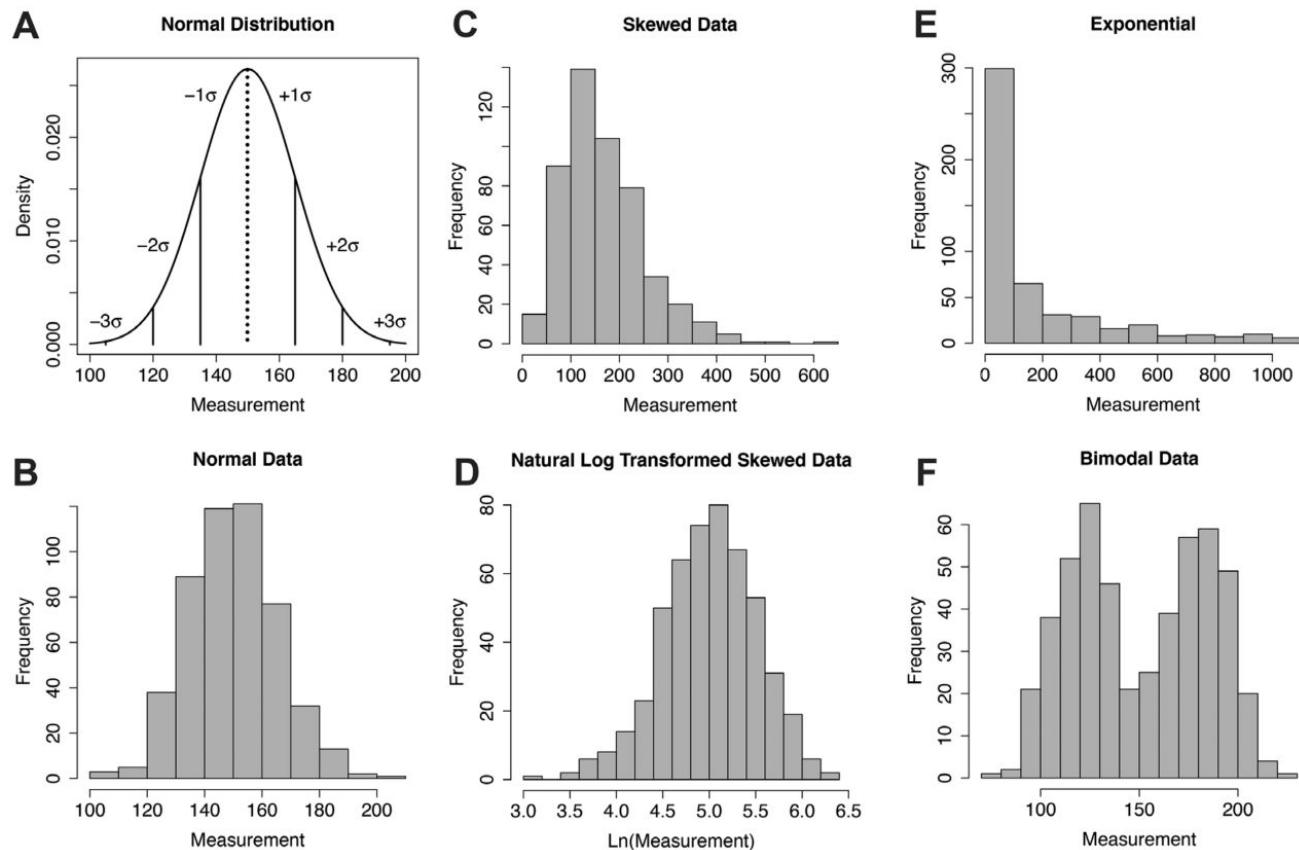 A
Normal Distribution
Density
0.000 0.010 0.020
−3σ
−2σ
−1σ
+1σ
+2σ
+3σ
100 120 140 160 180 200
Measurement
B
Normal Data
Frequency
0 20 40 60 80 100
100 120 140 160 180 200
Measurement
C
Skewed Data
Frequency
0 20 40 60 80 120
0 100 200 300 400 500 600
Measurement
D
Natural Log Transformed Skewed Data
Frequency
0 20 40 60 80
3.0 3.5 4.0 4.5 5.0 5.5 6.0 6.5
Ln(Measurement)
E
Exponential
Frequency
0 50 100 200 300
0 200 400 600 800 1000
Measurement
F
Bimodal Data
Frequency
0 10 20 30 40 50 60
100 150 200
Measurement